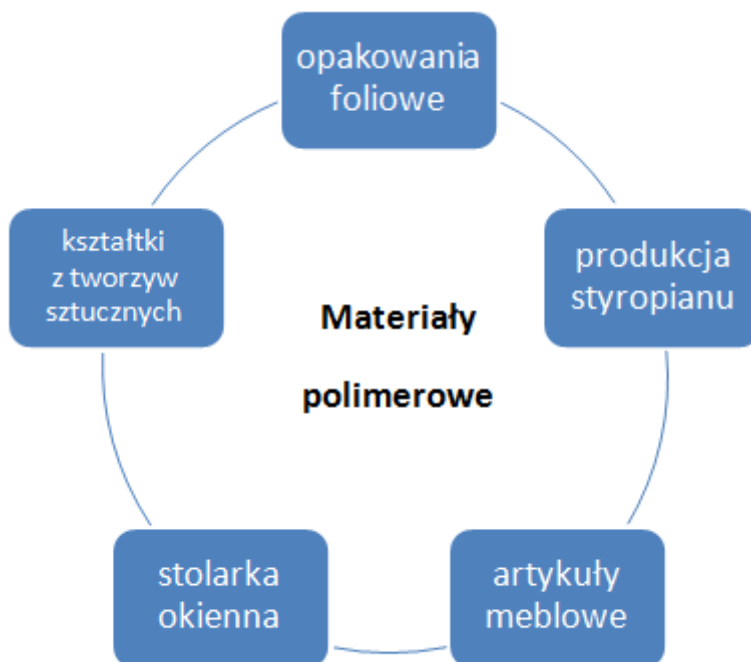 opakowania
foliowe
produkcja
styropianu
artykuły
meblowe
stolarka
okienna
kształtki
z tworzyw
sztucznych
Materiały
polimerowe